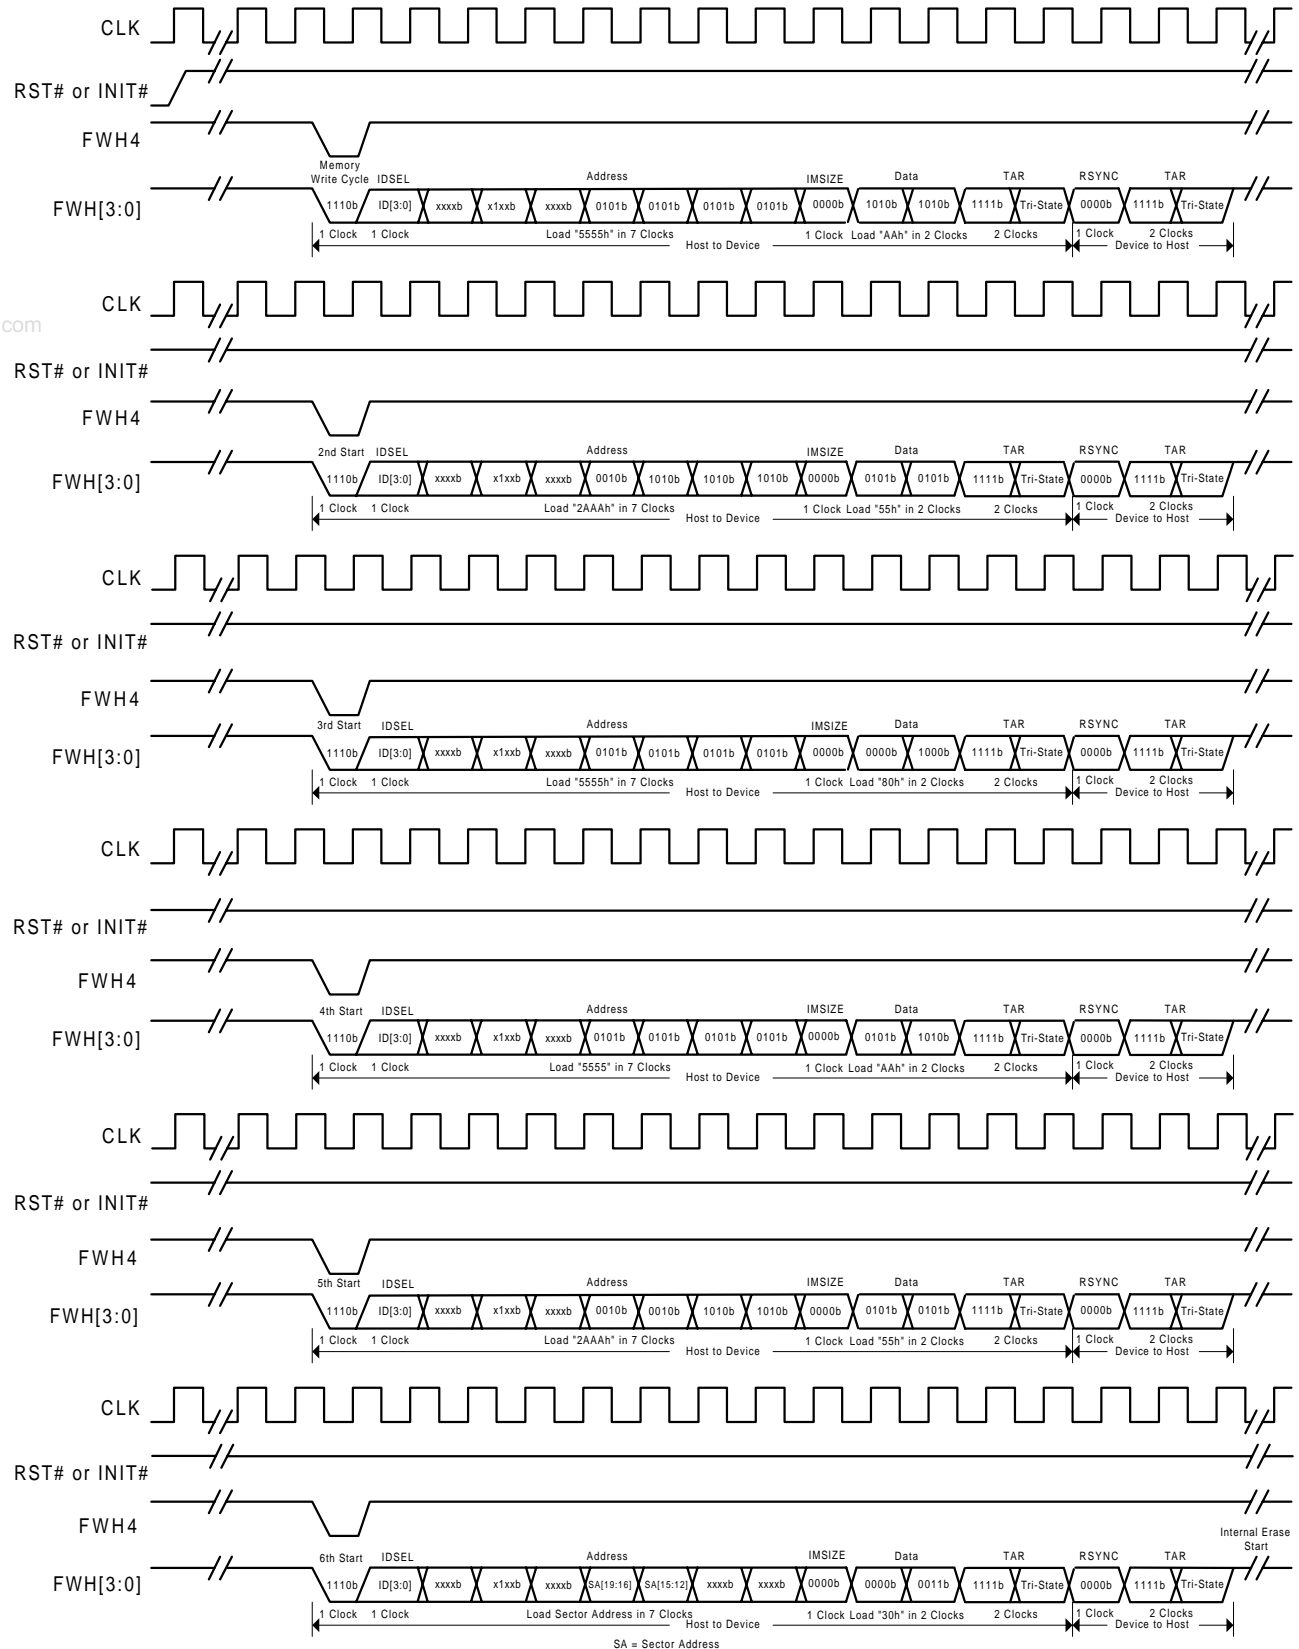 CLK
RST# or INIT#
FWH4
Memory
Write Cycle IDSEL Address IMSIZE Data TAR RSYNC TAR
FWH[3:0] 1110b ID[3:0] xxxxb x1xxb xxxxb 0101b 0101b 0101b 0101b 0000b 1010b 1010b 1111b Tri-State 0000b 1111b Tri-State
1 Clock 1 Clock Load "5555h" in 7 Clocks 1 Clock Load "AAh" in 2 Clocks 2 Clocks 1 Clock 2 Clocks
Host to Device Device to Host
CLK
com
RST# or INIT#
FWH4
2nd Start IDSEL Address IMSIZE Data TAR RSYNC TAR
FWH[3:0] 1110b ID[3:0] xxxxb x1xxb xxxxb 0010b 1010b 1010b 1010b 0000b 0101b 0101b 1111b Tri-State 0000b 1111b Tri-State
1 Clock 1 Clock Load "2AAAh" in 7 Clocks 1 Clock Load "55h" in 2 Clocks 2 Clocks 1 Clock 2 Clocks
Host to Device Device to Host
CLK
RST# or INIT#
FWH4
3rd Start IDSEL Address IMSIZE Data TAR RSYNC TAR
FWH[3:0] 1110b ID[3:0] xxxxb x1xxb xxxxb 0101b 0101b 0101b 0101b 0000b 0000b 1000b 1111b Tri-State 0000b 1111b Tri-State
1 Clock 1 Clock Load "5555h" in 7 Clocks 1 Clock Load "80h" in 2 Clocks 2 Clocks 1 Clock 2 Clocks
Host to Device Device to Host
CLK
RST# or INIT#
FWH4
4th Start IDSEL Address IMSIZE Data TAR RSYNC TAR
FWH[3:0] 1110b ID[3:0] xxxxb x1xxb xxxxb 0101b 0101b 0101b 0101b 0000b 0101b 1010b 1111b Tri-State 0000b 1111b Tri-State
1 Clock 1 Clock Load "5555" in 7 Clocks 1 Clock Load "AAh" in 2 Clocks 2 Clocks 1 Clock 2 Clocks
Host to Device Device to Host
CLK
RST# or INIT#
FWH4
5th Start IDSEL Address IMSIZE Data TAR RSYNC TAR
FWH[3:0] 1110b ID[3:0] xxxxb x1xxb xxxxb 0010b 0010b 1010b 1010b 0000b 0101b 0101b 1111b Tri-State 0000b 1111b Tri-State
1 Clock 1 Clock Load "2AAAh" in 7 Clocks 1 Clock Load "55h" in 2 Clocks 2 Clocks 1 Clock 2 Clocks
Host to Device Device to Host
CLK
RST# or INIT#
FWH4
Internal Erase
Start
6th Start IDSEL Address IMSIZE Data TAR RSYNC TAR
FWH[3:0] 1110b ID[3:0] xxxxb x1xxb xxxxb SA[19:16] SA[15:12] xxxxb xxxxb 0000b 0000b 0011b 1111b Tri-State 0000b 1111b Tri-State
1 Clock 1 Clock Load Sector Address in 7 Clocks 1 Clock Load "30h" in 2 Clocks 2 Clocks 1 Clock 2 Clocks
Host to Device Device to Host
SA = Sector Address